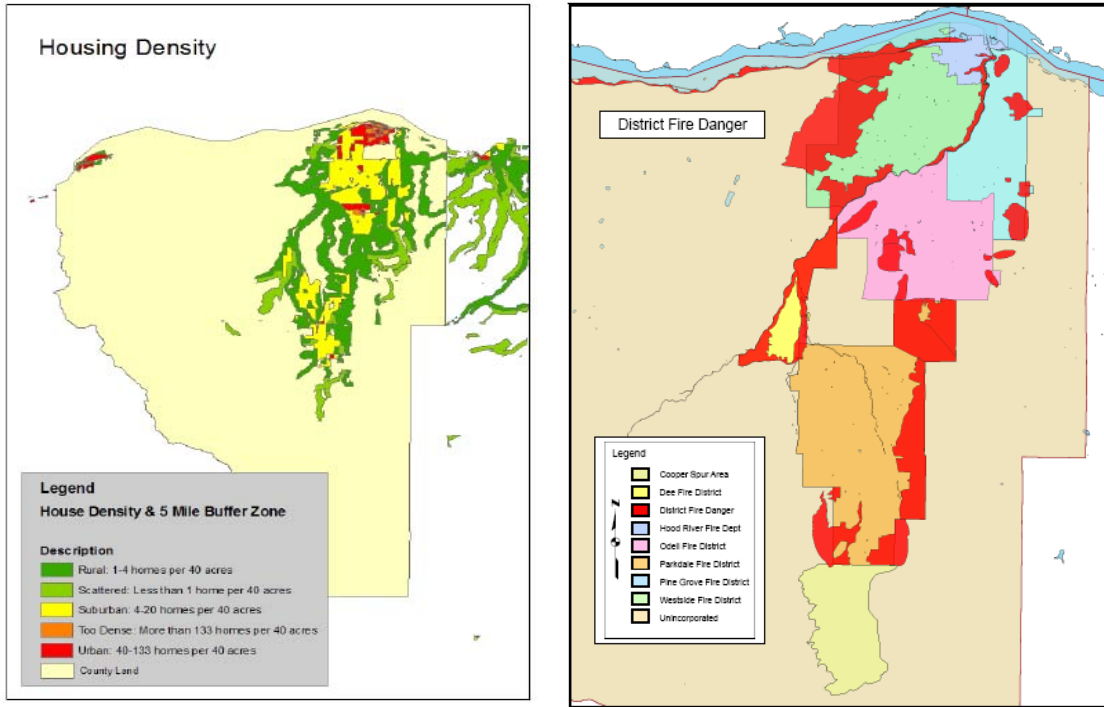 Housing Density
Legend
House Density & 5 Mile Buffer Zone
Description
Rural: 1-4 homes per 40 acres
Scattered: Less than 1 home per 40 acres
Suburban: 4-20 homes per 40 acres
Too Dense: More than 133 homes per 40 acres
Urban: 40-133 homes per 40 acres
County Land
District Fire Danger
Legend
N
Cooper Spur Area
Dee Fire District
District Fire Danger
Hood River Fire Dept
Odell Fire District
Parkdale Fire District
Pine Grove Fire District
Westside Fire District
Unincorporated